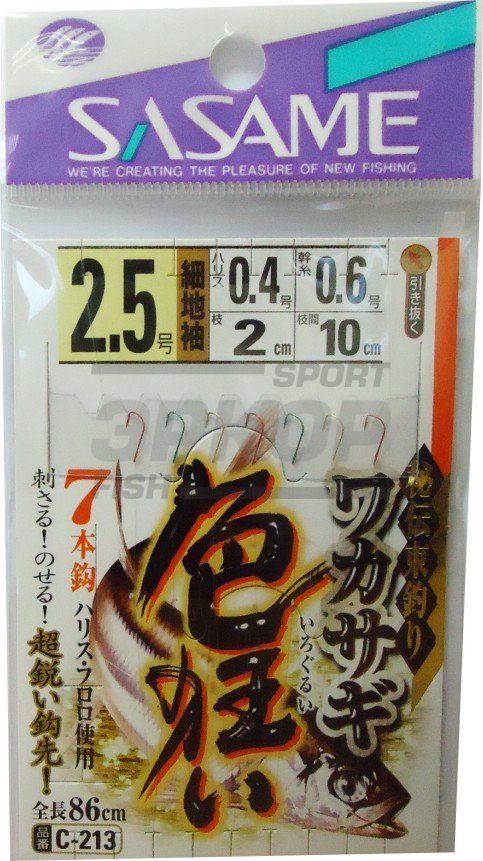 SASAME
WE'RE CREATING THE PLEASURE OF NEW FISHING
2.5号
細地袖
ハリス 0.4号
幹糸 0.6号
枝 2cm
枝間 10cm
引き抜く
SPORT
ЭРКОР
FISH
秘伝束釣り
ワカサギ
いろぐるい
色狂い
7本鈎
ハリス・フロロ使用
刺さる!のせる!超鋭い鈎先!
全長86cm
品番 C-213